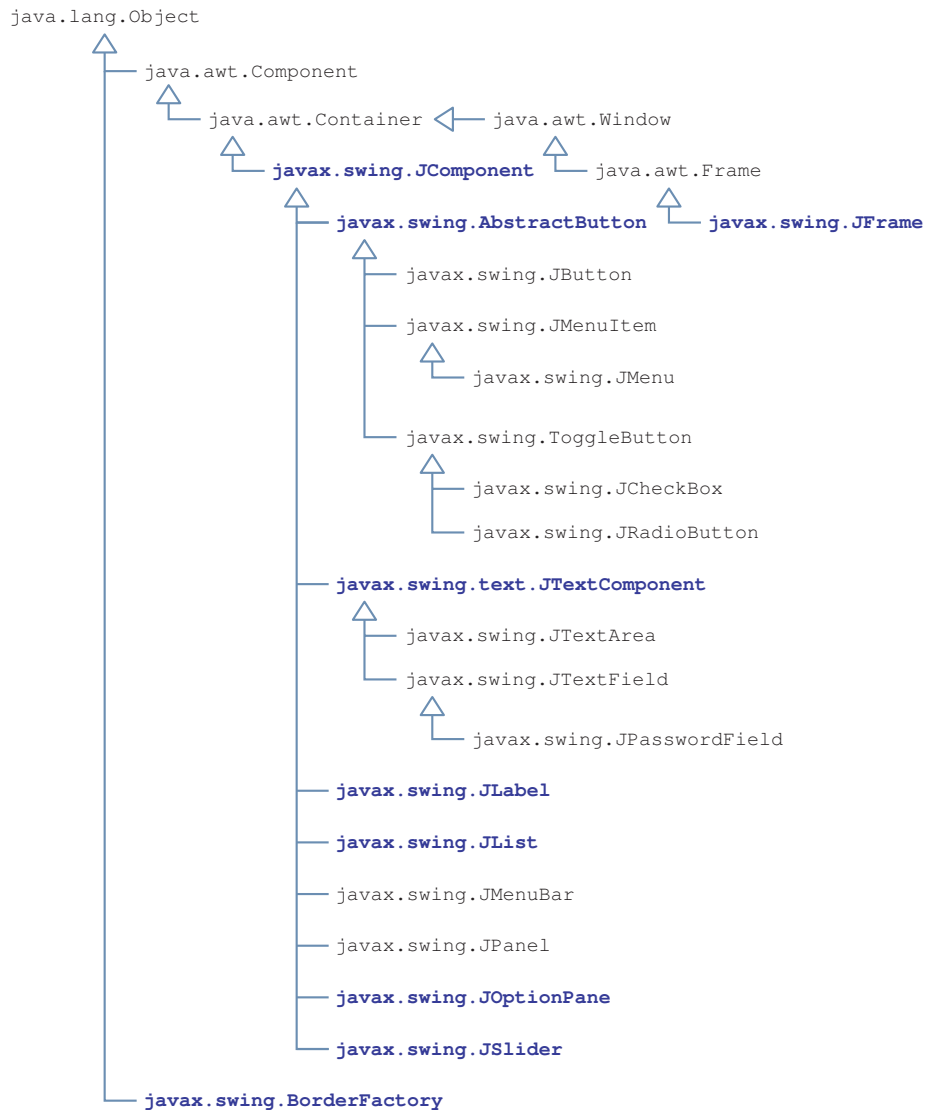 java.lang.Object
java.awt.Component
java.awt.Container java.awt.Window
javax.swing.JComponent java.awt.Frame
javax.swing.AbstractButton javax.swing.JFrame
javax.swing.JButton
javax.swing.JMenuItem
javax.swing.JMenu
javax.swing.ToggleButton
javax.swing.JCheckBox
javax.swing.JRadioButton
javax.swing.text.JTextComponent
javax.swing.JTextArea
javax.swing.JTextField
javax.swing.JPasswordField
javax.swing.JLabel
javax.swing.JList
javax.swing.JMenuBar
javax.swing.JPanel
javax.swing.JOptionPane
javax.swing.JSlider
javax.swing.BorderFactory